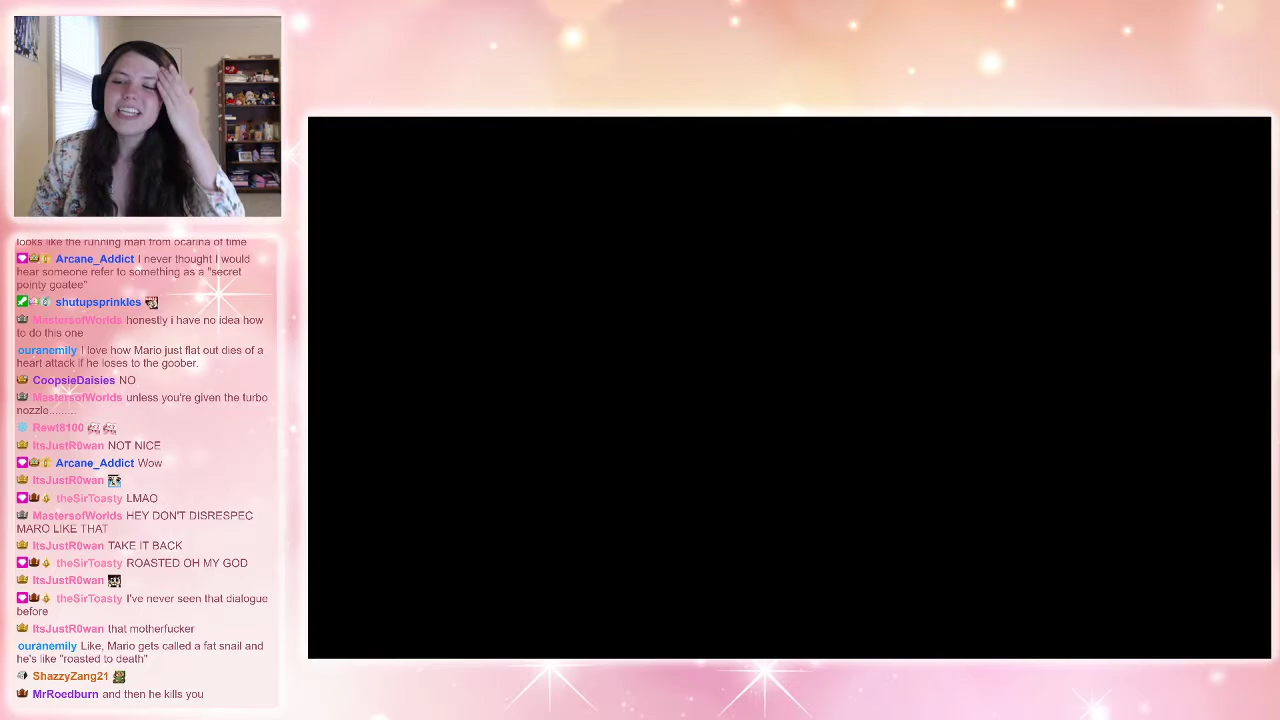 looks like the running man from ocarina of time
Arcane_Addict I never thought I would
hear someone refer to something as a "secret
pointy goatee"
shutupsprinkles
MastersofWorlds honestly i have no idea how
to do this one
ouranemily I love how Mario just flat out dies of a
heart attack if he loses to the goober.
CoopsieDaisies NO
MastersofWorlds unless you're given the turbo
nozzle.........
Rewt8100
ItsJustR0wan NOT NICE
Arcane_Addict Wow
ItsJustR0wan
theSirToasty LMAO
MastersofWorlds HEY DON'T DISRESPEC
MARO LIKE THAT
ItsJustR0wan TAKE IT BACK
theSirToasty ROASTED OH MY GOD
ItsJustR0wan
theSirToasty I've never seen that dialogue
before
ItsJustR0wan that motherfucker
ouranemily Like, Mario gets called a fat snail and
he's like "roasted to death"
ShazzyZang21
MrRoedburn and then he kills you